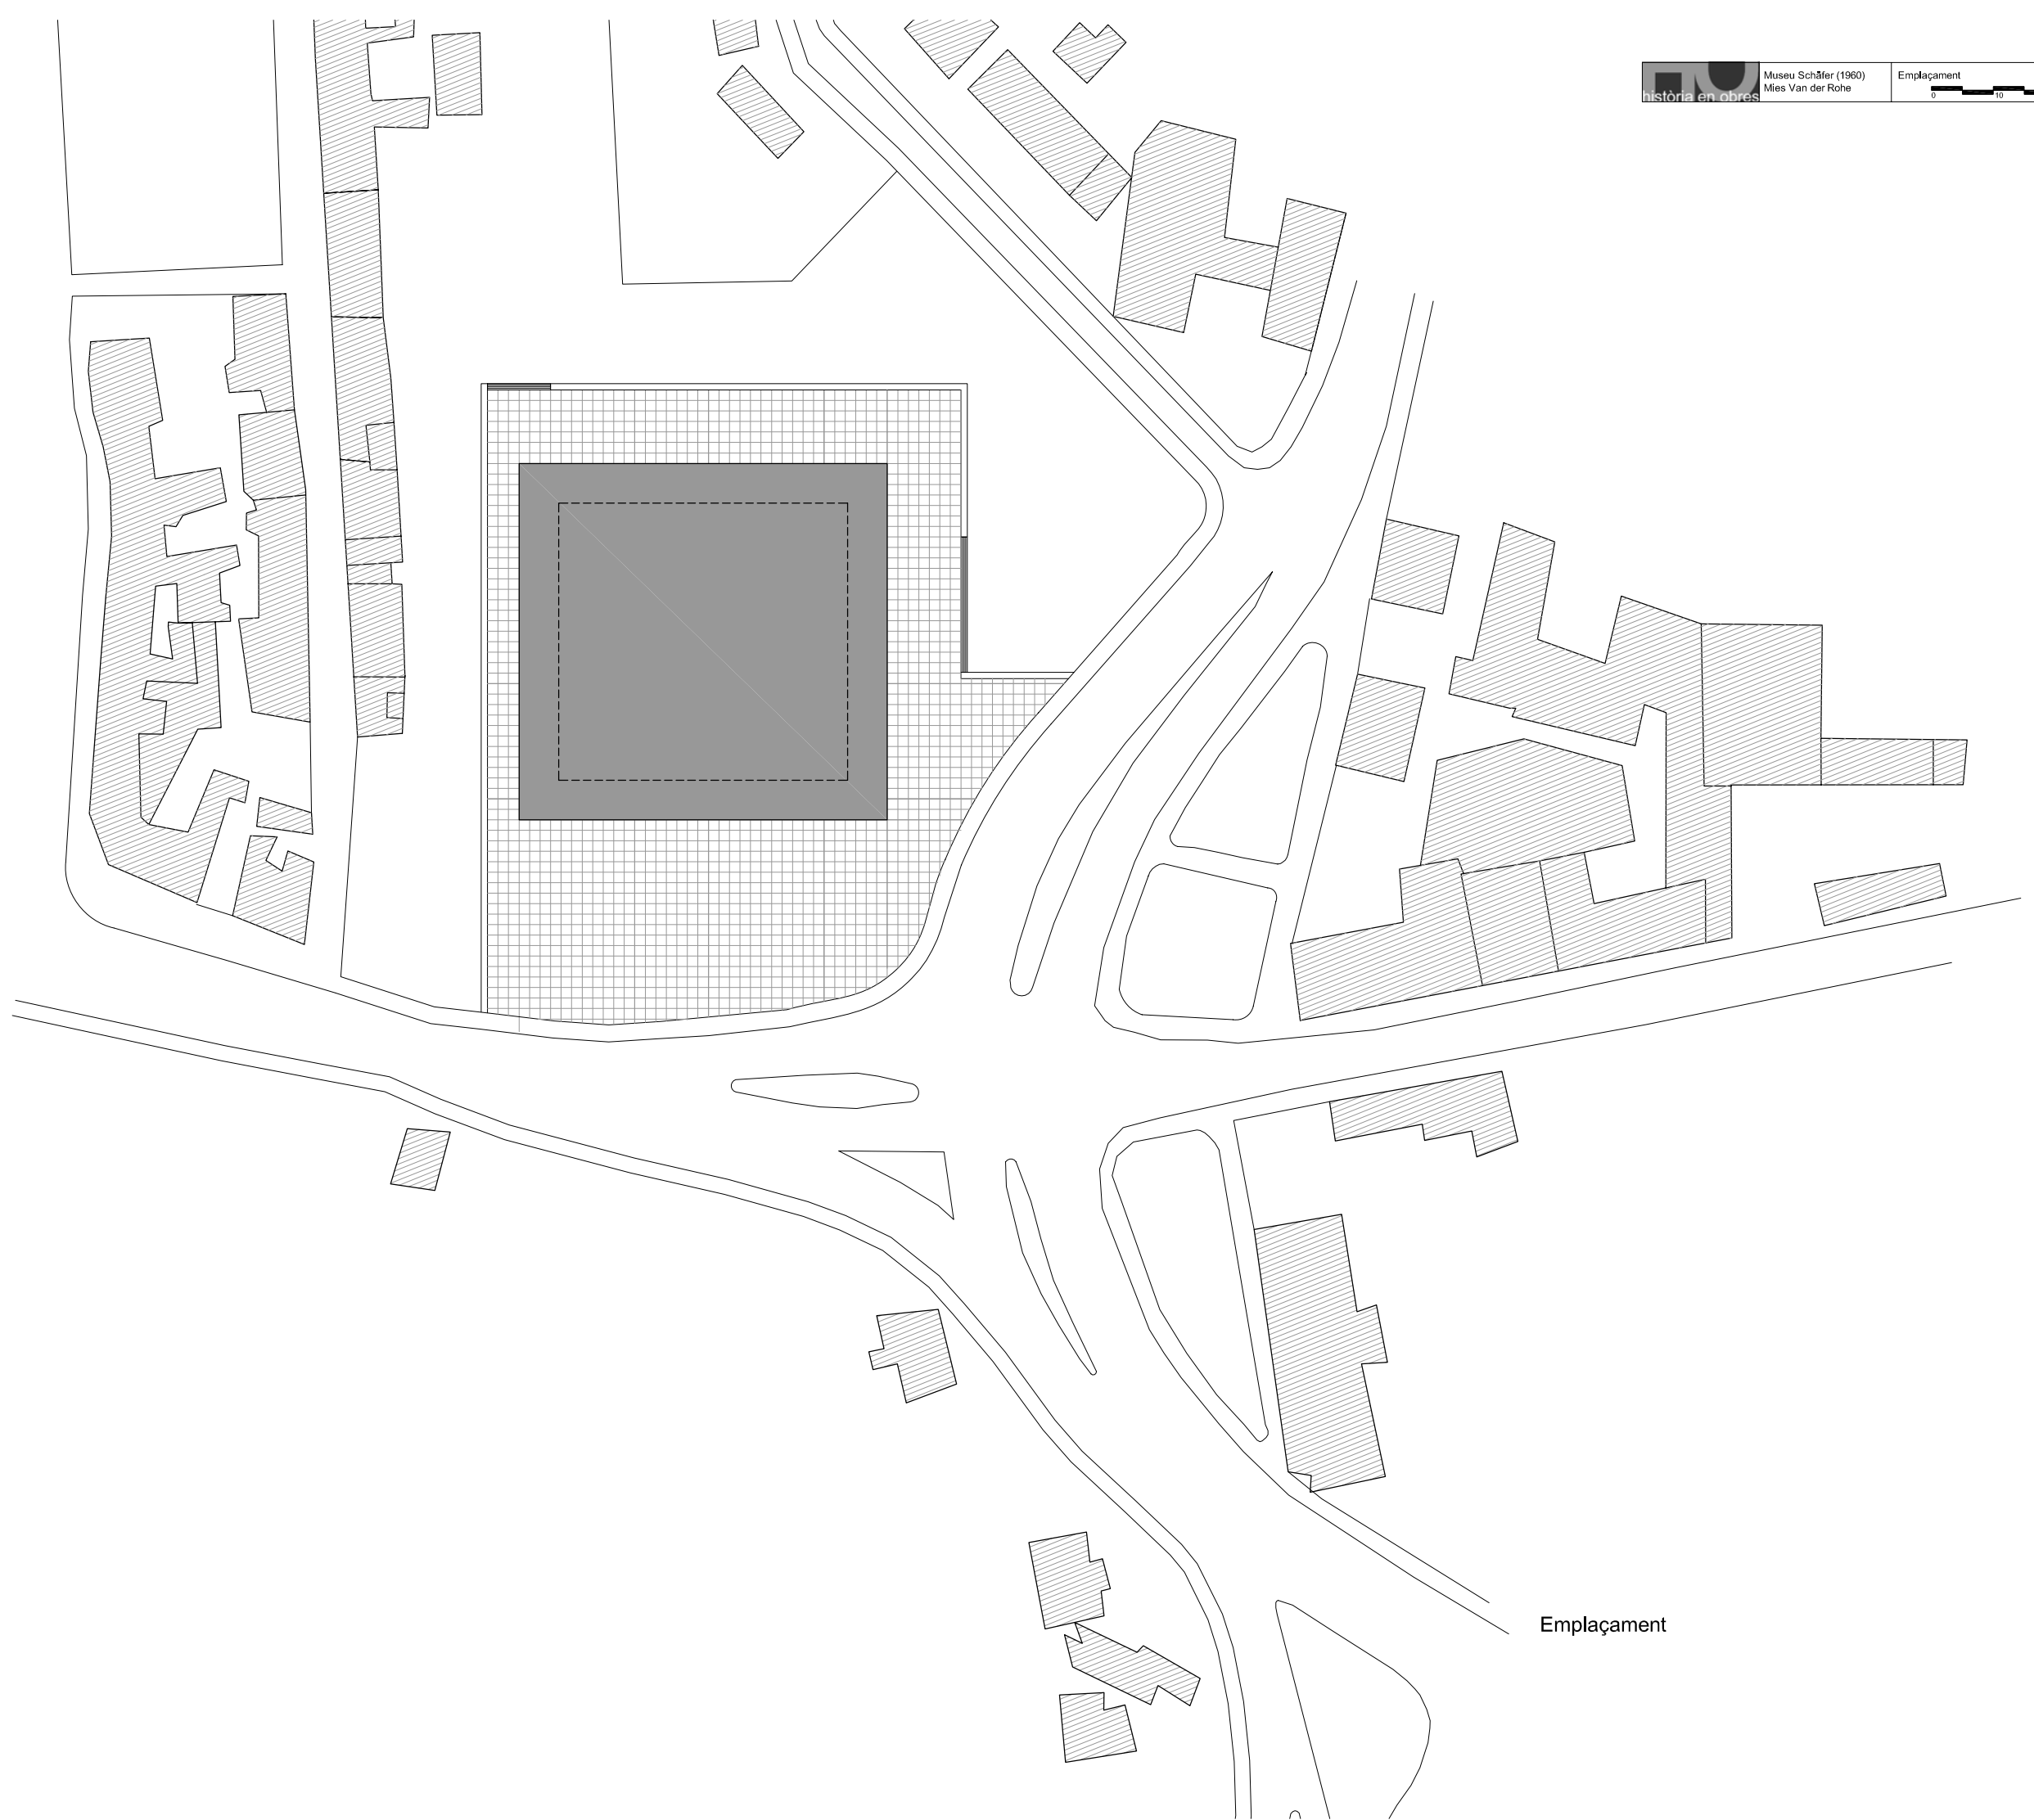 història en obres
Museu Schäfer (1960)
Mies Van der Rohe
Emplaçament
0 10
Emplaçament